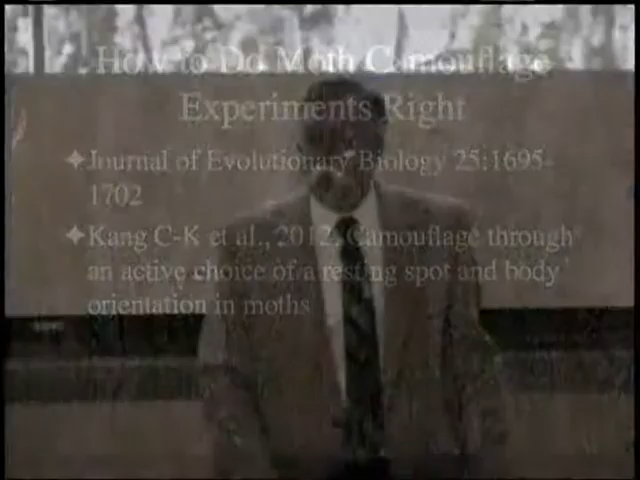 How to Do Moth Camouflage
Experiments Right
✦Journal of Evolutionary Biology 25:1695-
1702
✦Kang C-K et al., 2012. Camouflage through
an active choice of a resting spot and body
orientation in moths